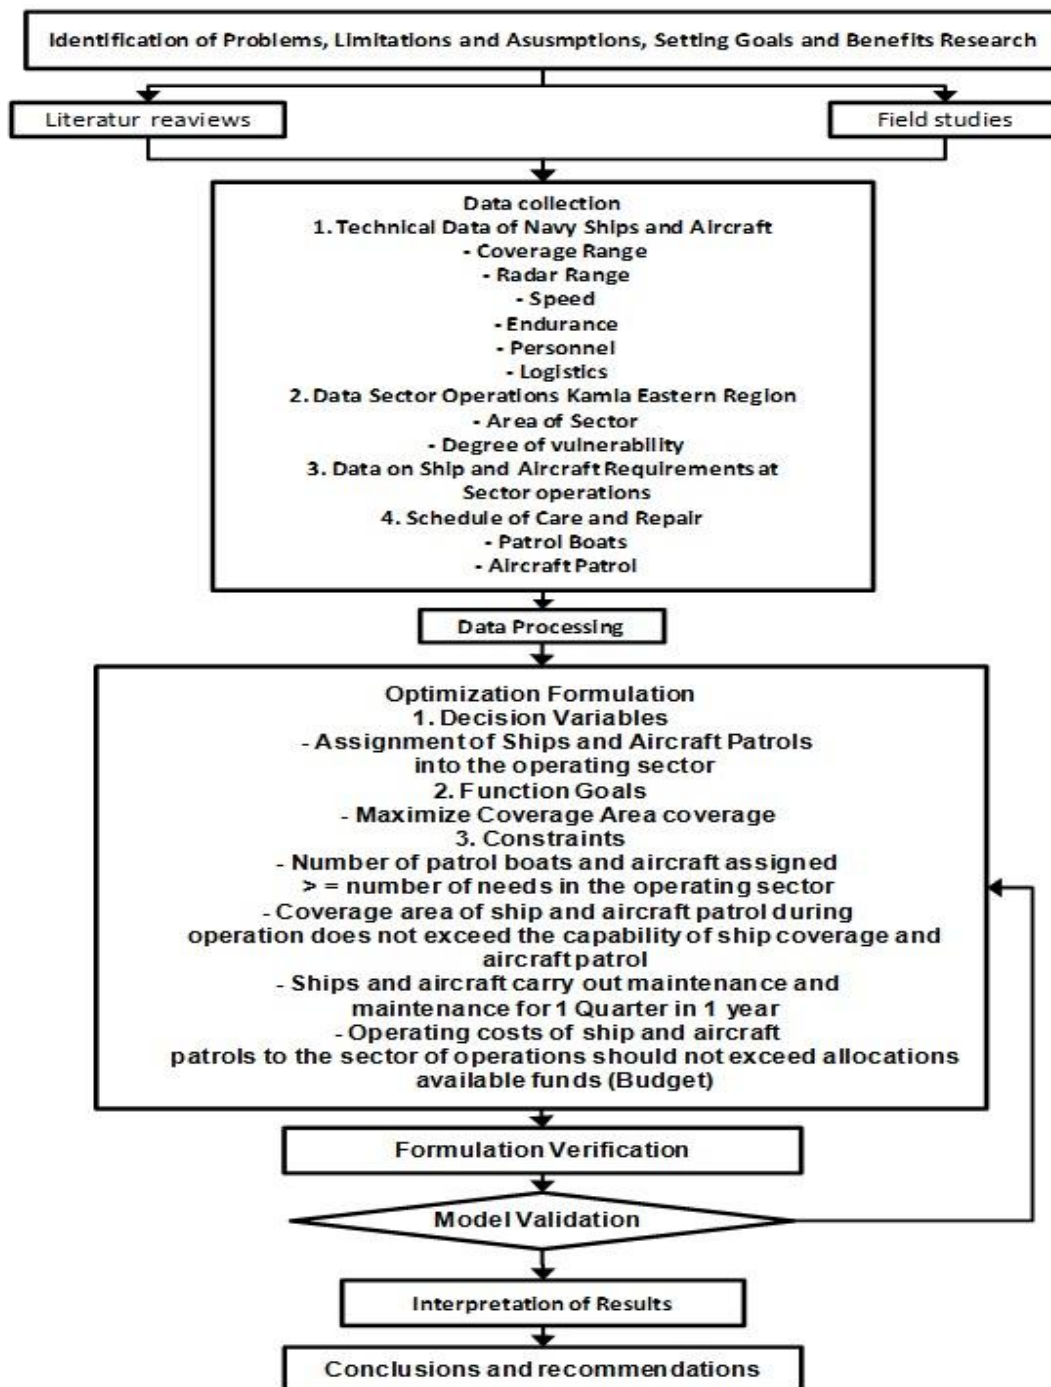 Identification of Problems, Limitations and Asusmptions, Setting Goals and Benefits Research
Literatur reaviews
Field studies
Data collection
1. Technical Data of Navy Ships and Aircraft
- Coverage Range
- Radar Range
- Speed
- Endurance
- Personnel
- Logistics
2. Data Sector Operations Kamla Eastern Region
- Area of Sector
- Degree of vulnerability
3. Data on Ship and Aircraft Requirements at
Sector operations
4. Schedule of Care and Repair
- Patrol Boats
- Aircraft Patrol
Data Processing
Optimization Formulation
1. Decision Variables
- Assignment of Ships and Aircraft Patrols
into the operating sector
2. Function Goals
- Maximize Coverage Area coverage
3. Constraints
- Number of patrol boats and aircraft assigned
> = number of needs in the operating sector
- Coverage area of ship and aircraft patrol during
operation does not exceed the capability of ship coverage and
aircraft patrol
- Ships and aircraft carry out maintenance and
maintenance for 1 Quarter in 1 year
- Operating costs of ship and aircraft
patrols to the sector of operations should not exceed allocations
available funds (Budget)
Formulation Verification
Model Validation
Interpretation of Results
Conclusions and recommendations